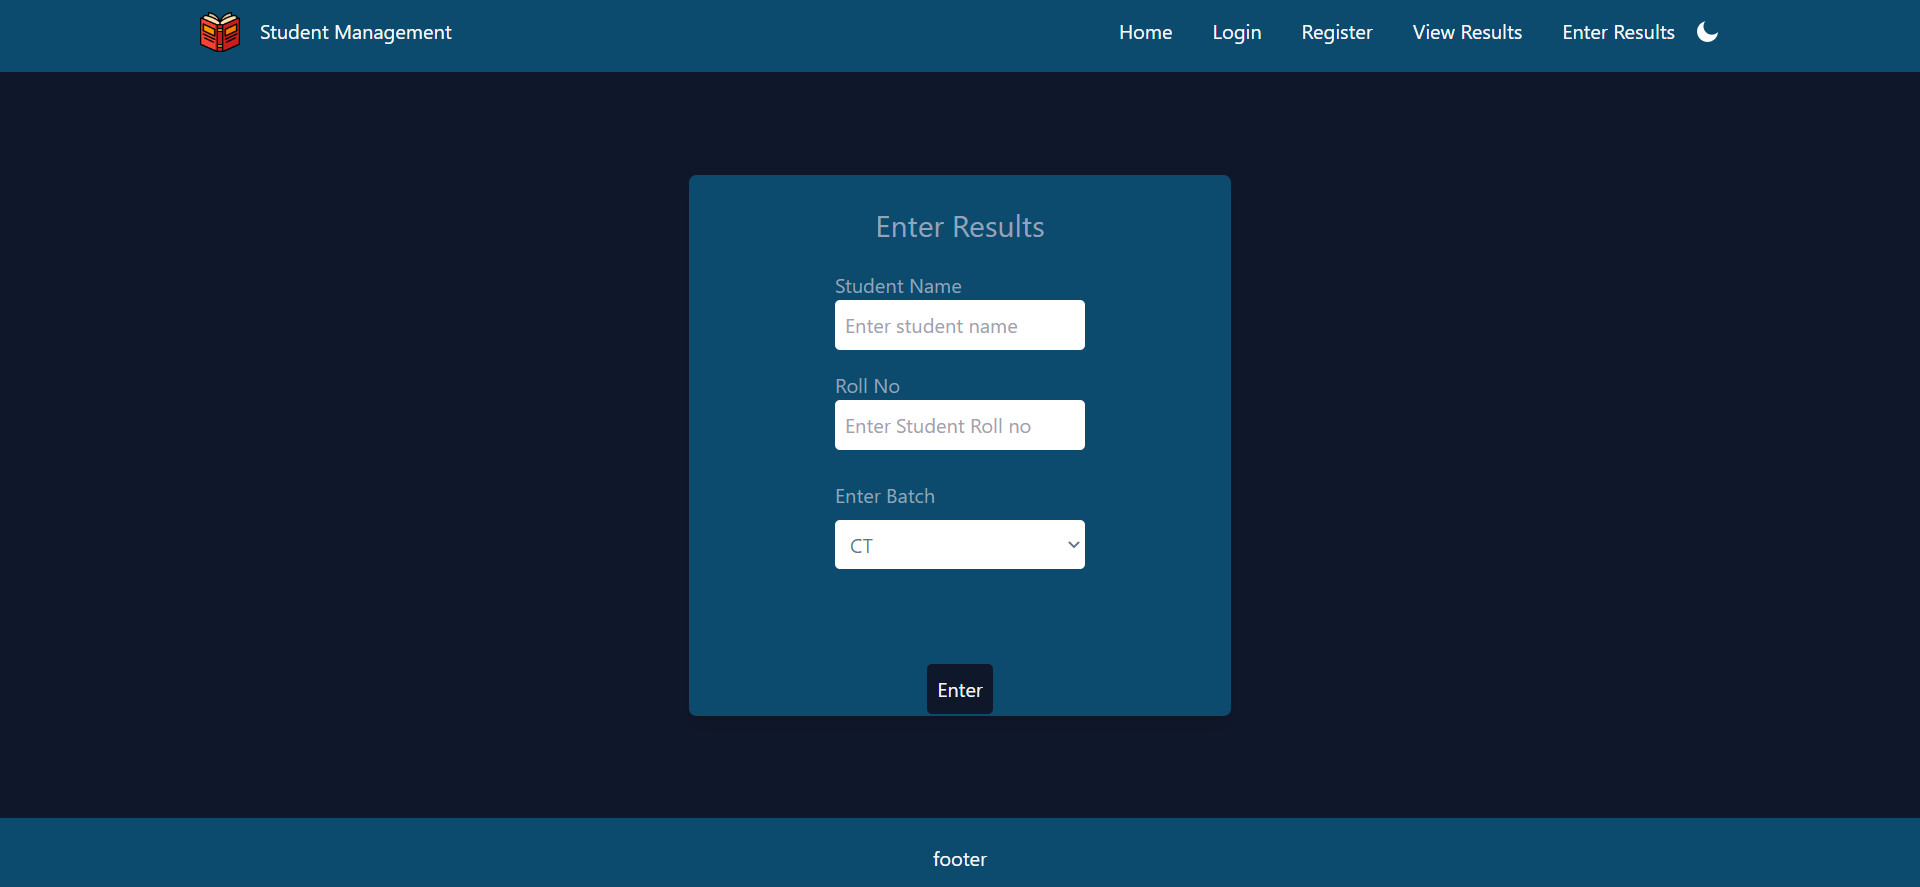 Student Management
Home
Login
Register
View Results
Enter Results
Enter Results
Student Name
Enter student name
Roll No
Enter Student Roll no
Enter Batch
CT
Enter
footer